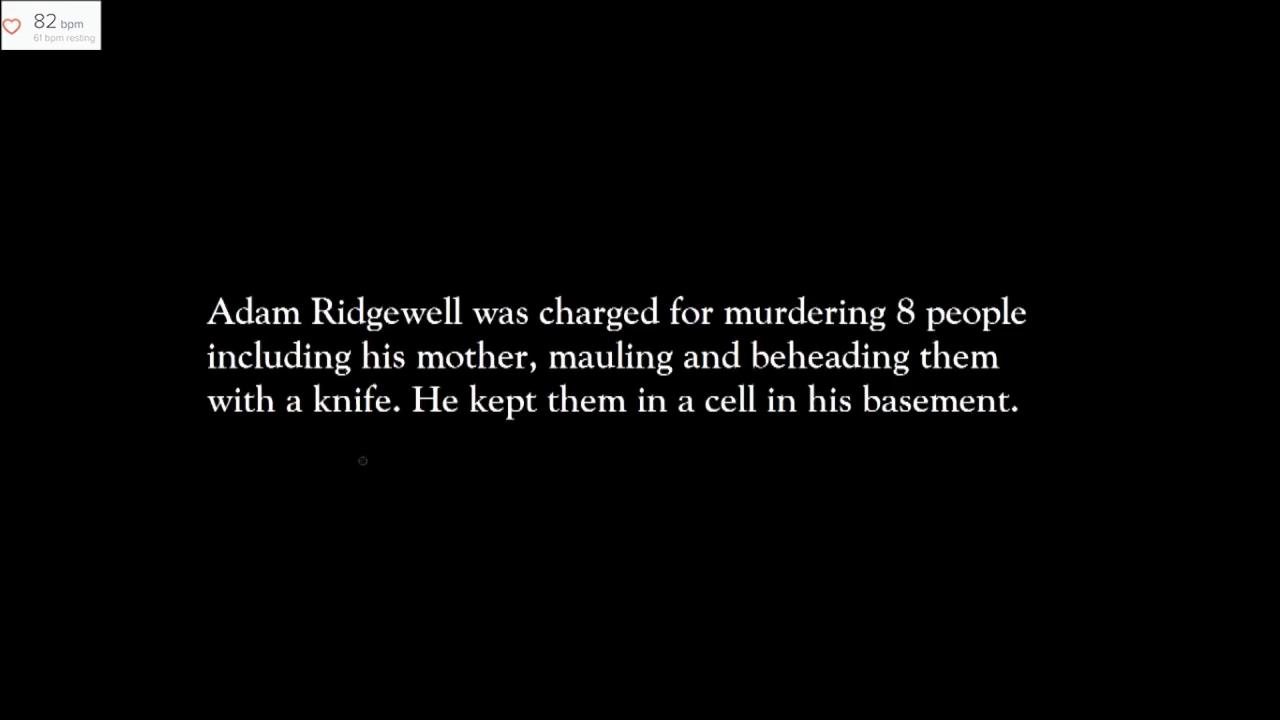 82 bpm
61 bpm resting
Adam Ridgewell was charged for murdering 8 people
including his mother, mauling and beheading them
with a knife. He kept them in a cell in his basement.